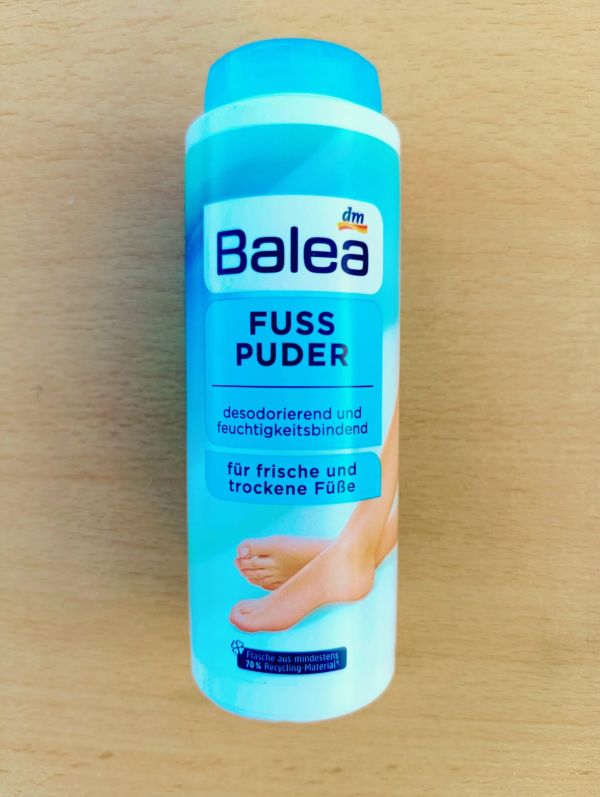 dm
Balea
FUSS
PUDER
desodorierend und
feuchtigkeitsbindend
für frische und
trockene Füße
Flasche aus mindestens
70% Recycling-Material*